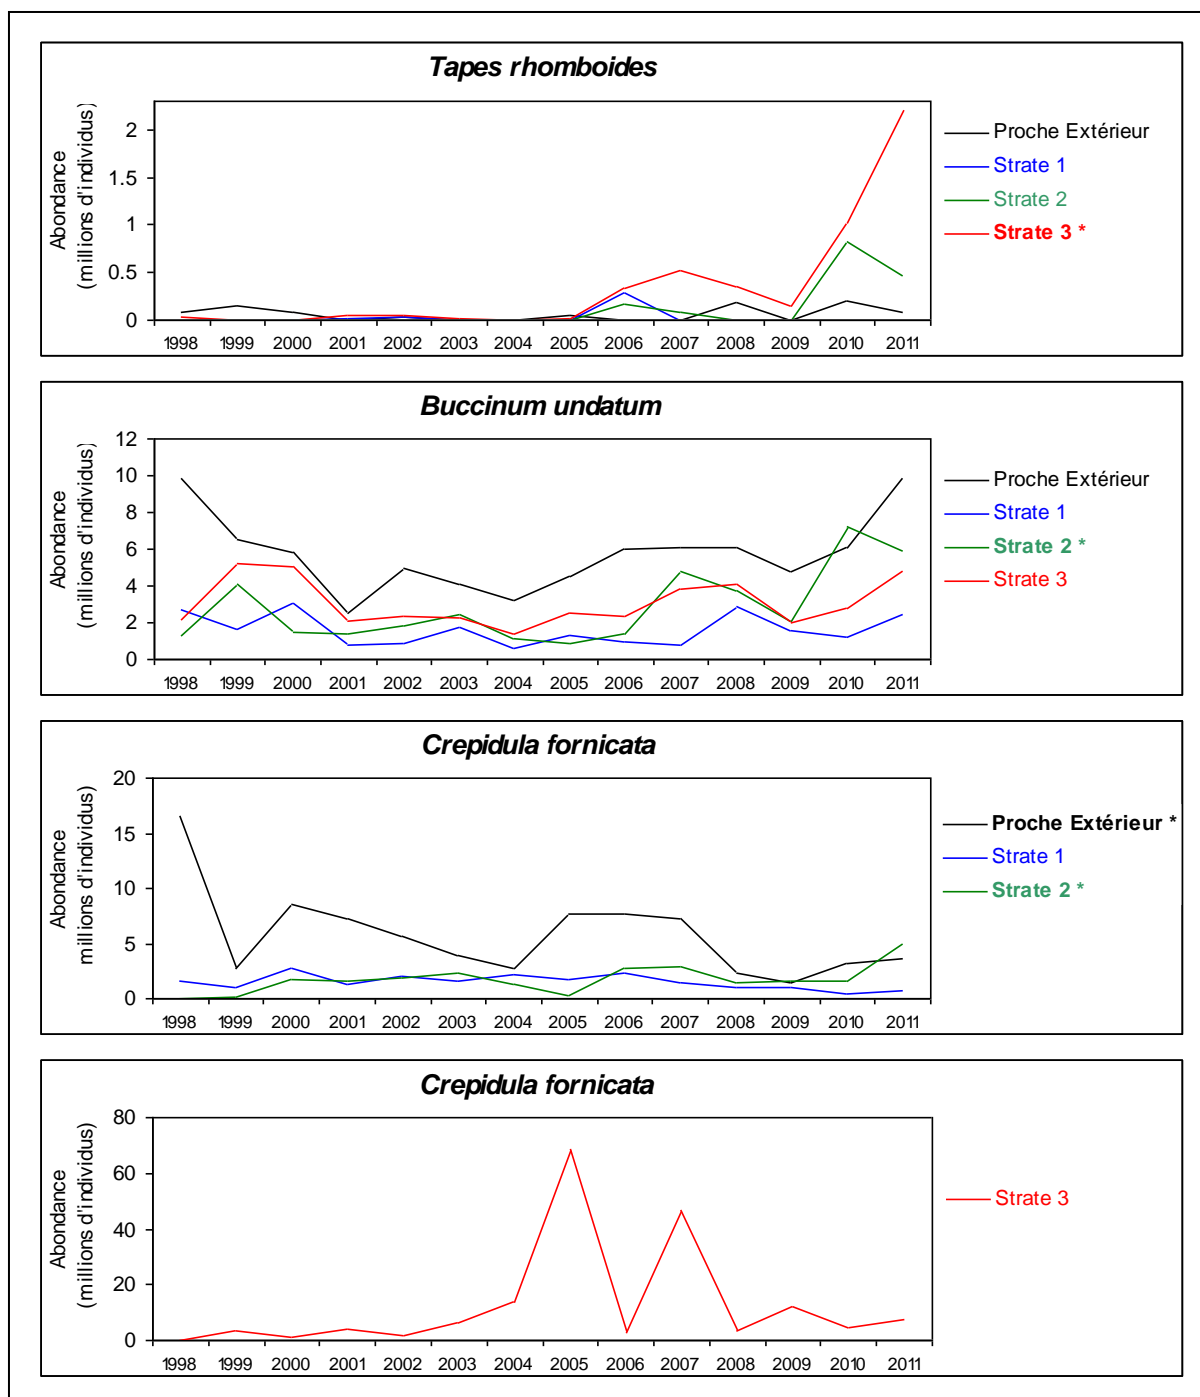 Tapes rhomboides
Abondance
(millions d'individus)
2
1.5
1
0.5
0
1998 1999 2000 2001 2002 2003 2004 2005 2006 2007 2008 2009 2010 2011
Proche Extérieur
Strate 1
Strate 2
Strate 3 *
Buccinum undatum
Abondance
(millions d'individus)
12
10
8
6
4
2
0
1998 1999 2000 2001 2002 2003 2004 2005 2006 2007 2008 2009 2010 2011
Proche Extérieur
Strate 1
Strate 2 *
Strate 3
Crepidula fornicata
Abondance
millions d'individus)
20
15
10
5
0
1998 1999 2000 2001 2002 2003 2004 2005 2006 2007 2008 2009 2010 2011
Proche Extérieur *
Strate 1
Strate 2 *
Crepidula fornicata
Abondance
(millions d'individus)
80
60
40
20
0
1998 1999 2000 2001 2002 2003 2004 2005 2006 2007 2008 2009 2010 2011
Strate 3